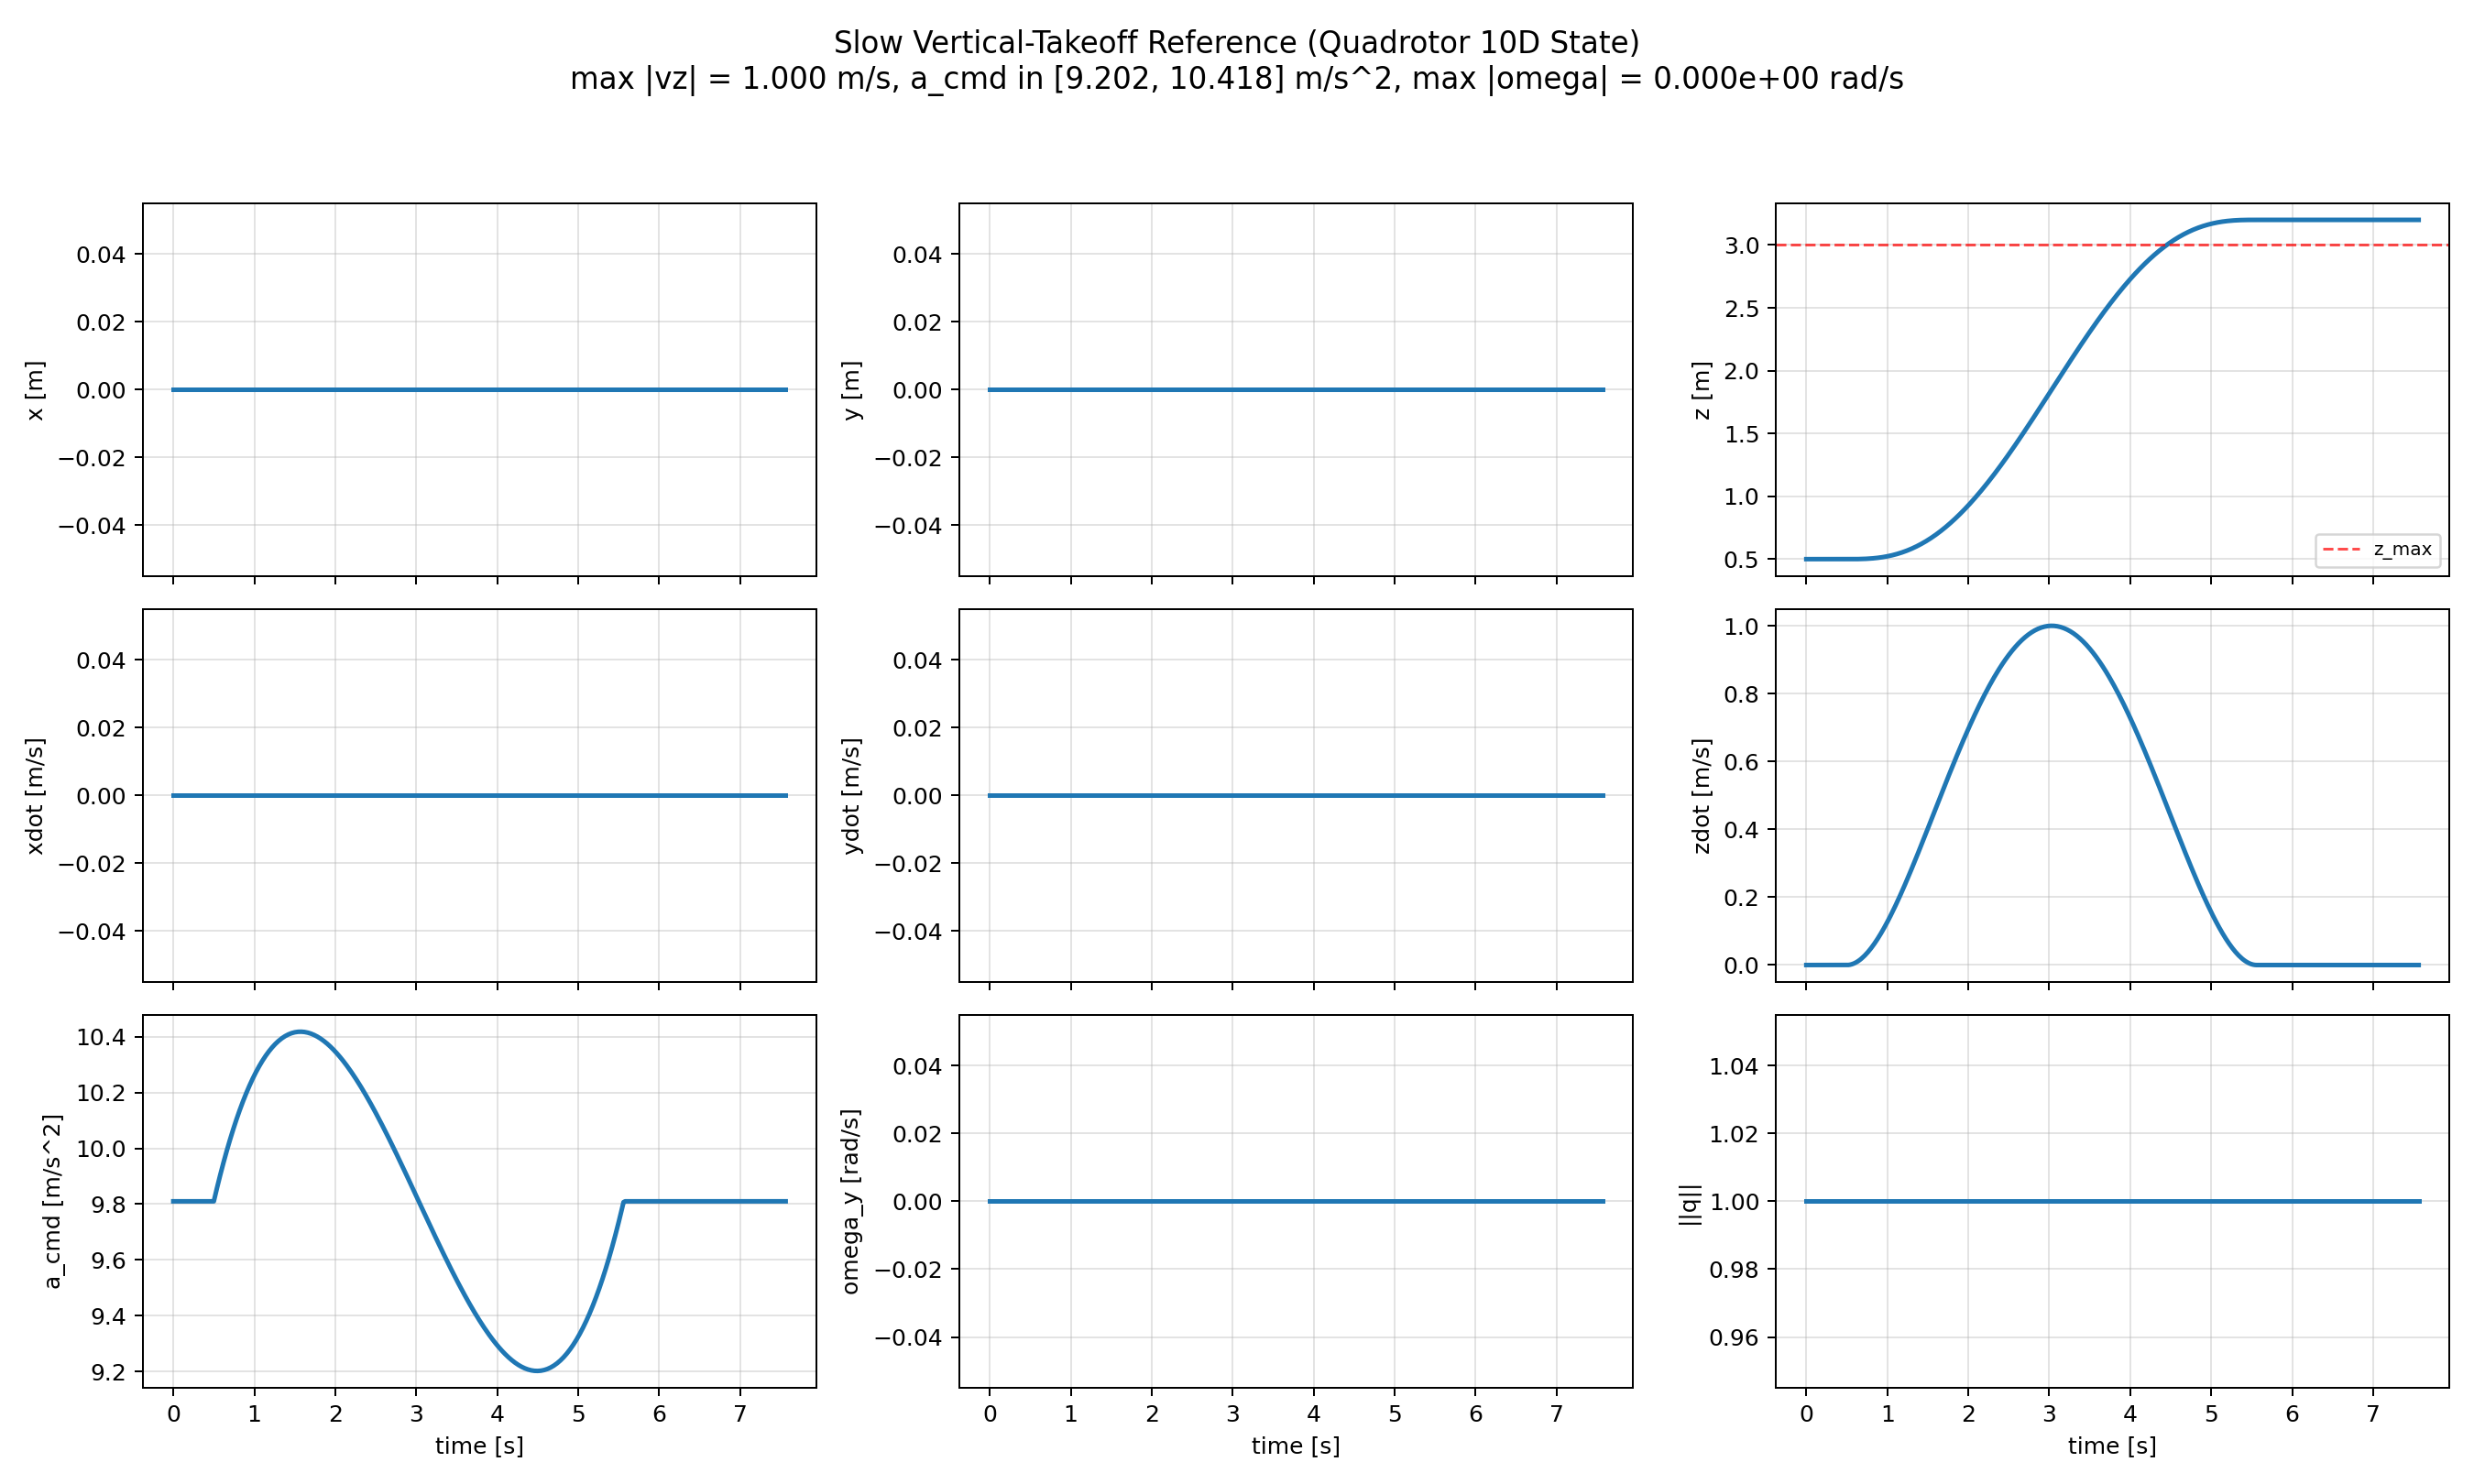 Slow Vertical-Takeoff Reference (Quadrotor 10D State)
max |vz| = 1.000 m/s, a_cmd in [9.202, 10.418] m/s^2, max |omega| = 0.000e+00 rad/s
x [m]
0.04
0.02
0.00
−0.02
−0.04
y [m]
0.04
0.02
0.00
−0.02
−0.04
z [m]
3.0
2.5
2.0
1.5
1.0
0.5
z_max
xdot [m/s]
0.04
0.02
0.00
−0.02
−0.04
ydot [m/s]
0.04
0.02
0.00
−0.02
−0.04
zdot [m/s]
1.0
0.8
0.6
0.4
0.2
0.0
a_cmd [m/s^2]
10.4
10.2
10.0
9.8
9.6
9.4
9.2
0 1 2 3 4 5 6 7
time [s]
omega_y [rad/s]
0.04
0.02
0.00
−0.02
−0.04
0 1 2 3 4 5 6 7
time [s]
||q||
1.04
1.02
1.00
0.98
0.96
0 1 2 3 4 5 6 7
time [s]